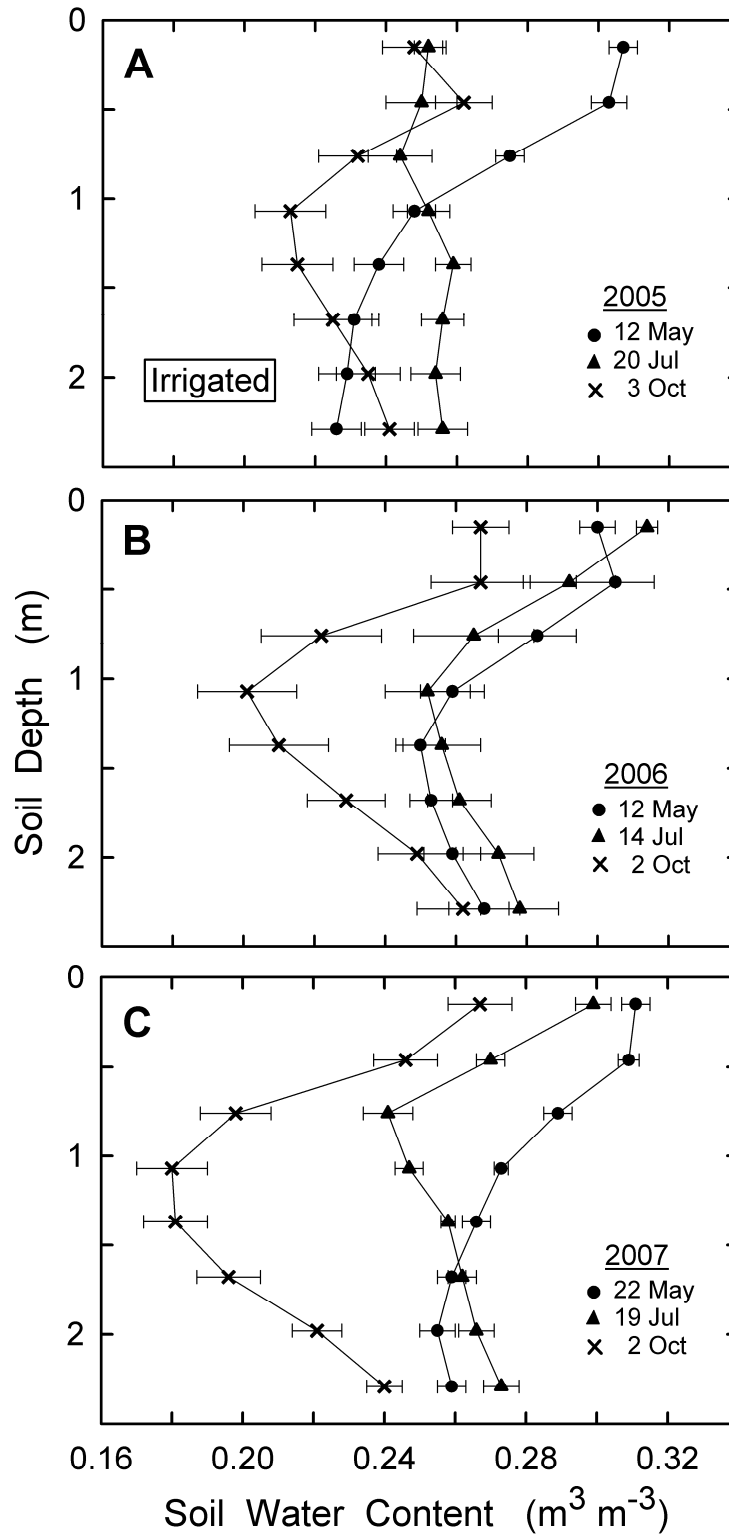 0
A
1
2005
12 May
20 Jul
2
Irrigated
3 Oct
0
B
Soil Depth (m)
1
2006
12 May
14 Jul
2
2 Oct
0
C
1
2007
22 May
19 Jul
2
2 Oct
0.16 0.20 0.24 0.28 0.32
Soil Water Content (m³ m⁻³)